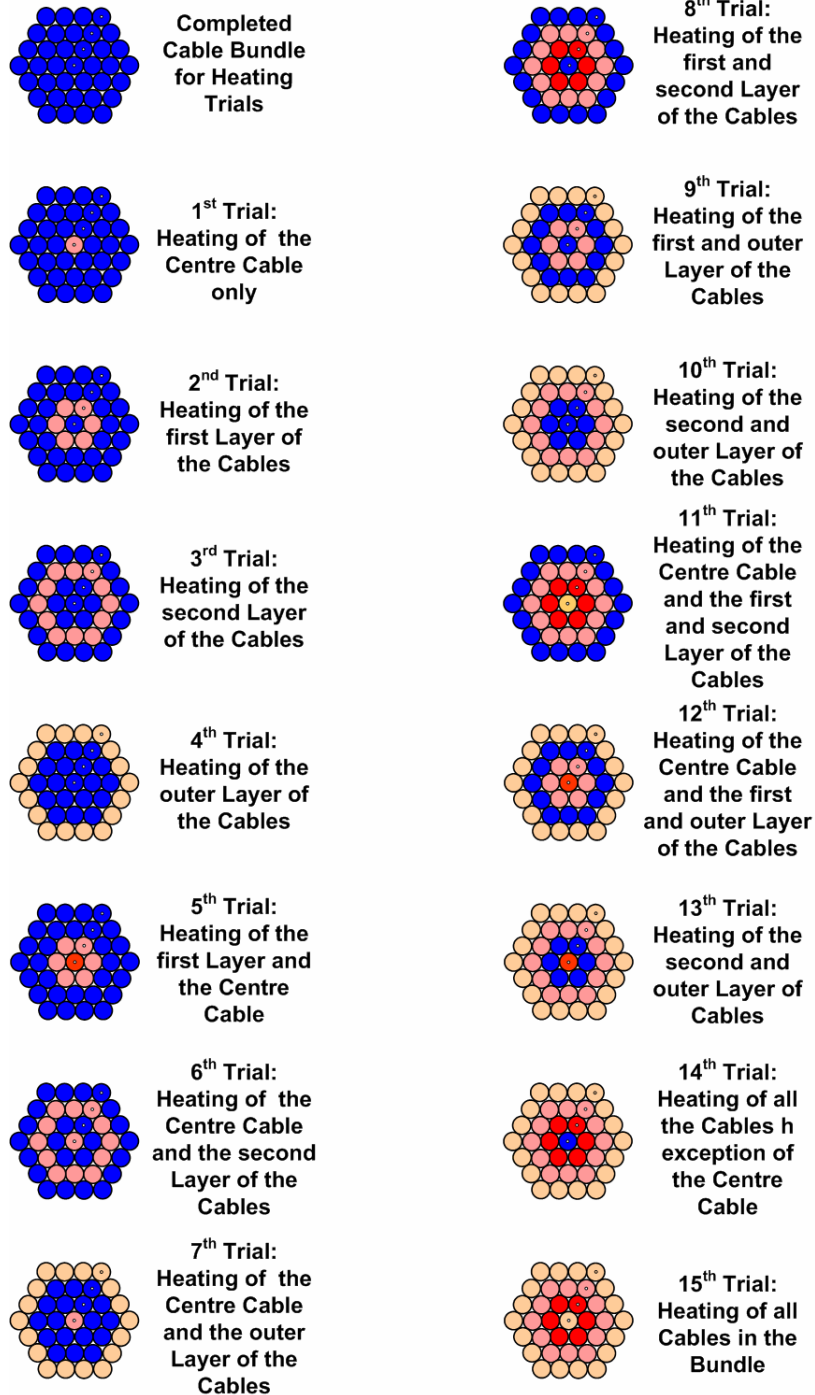 Completed
Cable Bundle
for Heating
Trials
1st Trial:
Heating of the
Centre Cable
only
2nd Trial:
Heating of the
first Layer of
the Cables
3rd Trial:
Heating of the
second Layer
of the Cables
4th Trial:
Heating of the
outer Layer of
the Cables
5th Trial:
Heating of the
first Layer and
the Centre
Cable
6th Trial:
Heating of the
Centre Cable
and the second
Layer of the
Cables
7th Trial:
Heating of the
Centre Cable
and the outer
Layer of the
Cables
8th Trial:
Heating of the
first and
second Layer
of the Cables
9th Trial:
Heating of the
first and outer
Layer of the
Cables
10th Trial:
Heating of the
second and
outer Layer of
the Cables
11th Trial:
Heating of the
Centre Cable
and the first
and second
Layer of the
Cables
12th Trial:
Heating of the
Centre Cable
and the first
and outer Layer
of the Cables
13th Trial:
Heating of the
second and
outer Layer of
Cables
14th Trial:
Heating of all
the Cables h
exception of
the Centre
Cable
15th Trial:
Heating of all
Cables in the
Bundle